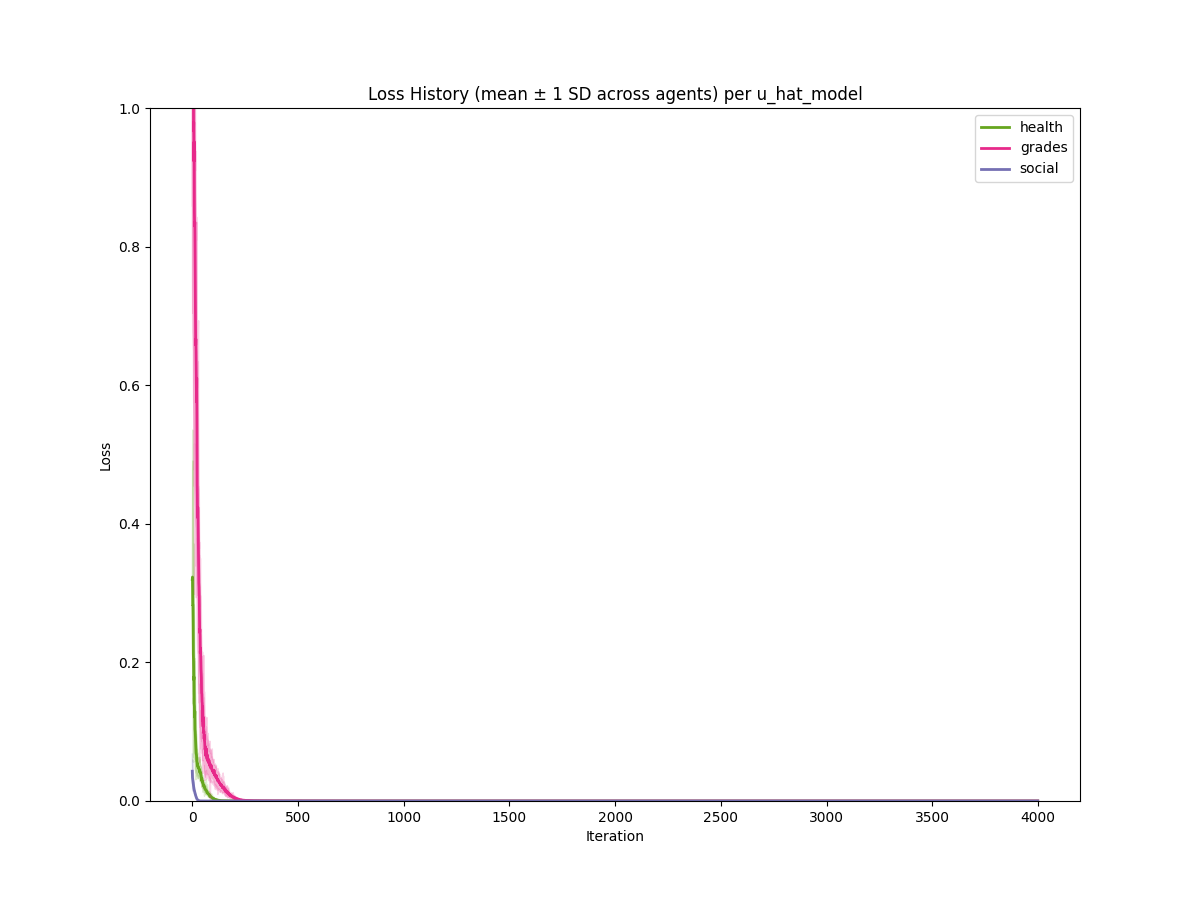 Loss History (mean ± 1 SD across agents) per u_hat_model
1.0
0.8
0.6
0.4
0.2
0.0
Loss
health
grades
social
0 500 1000 1500 2000 2500 3000 3500 4000
Iteration